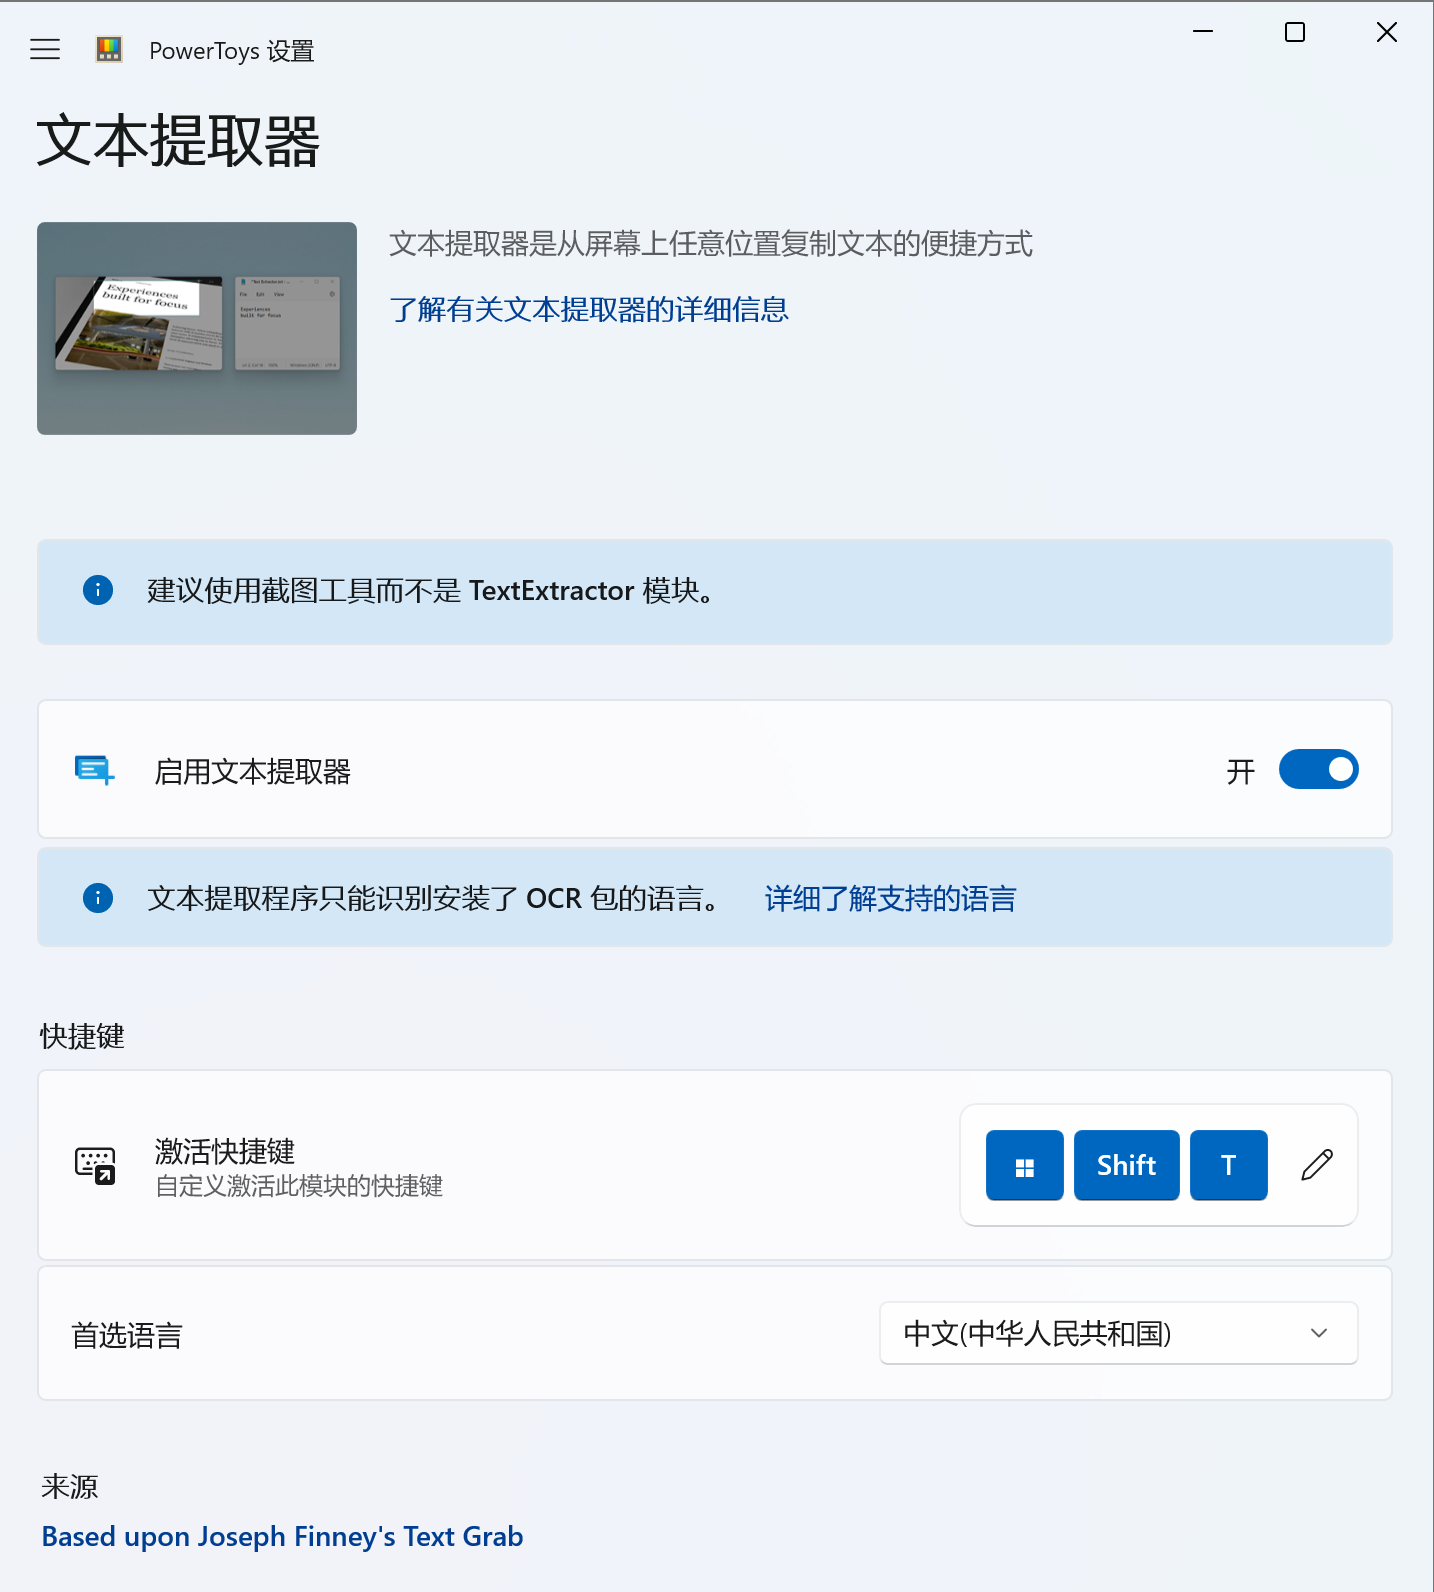 PowerToys 设置
文本提取器
文本提取器是从屏幕上任意位置复制文本的便捷方式
了解有关文本提取器的详细信息
Experiences
built for focus
File Edit View
Experiences
built for focus
建议使用截图工具而不是 TextExtractor 模块。
启用文本提取器
开
文本提取程序只能识别安装了 OCR 包的语言。 详细了解支持的语言
快捷键
激活快捷键
自定义激活此模块的快捷键
Shift T
首选语言
中文(中华人民共和国)
来源
Based upon Joseph Finney's Text Grab